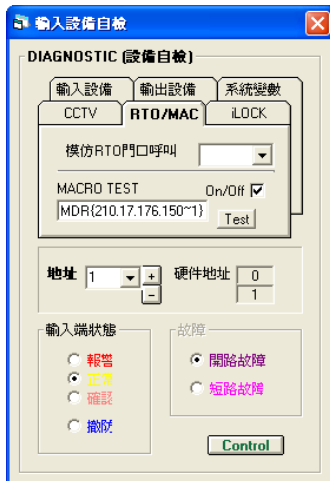 輸入設備自檢
DIAGNOSTIC (設備自檢)
輸入設備 輸出設備 系統變數
CCTV RTO/MAC iLOCK
模仿RTO門口呼叫
MACRO TEST On/Off
MDR{210.17.176.150~1}
Test
地址 1 + - 硬件地址 0
1
輸入端狀態 故障
報警 開路故障
正常
確認 短路故障
撤防
Control